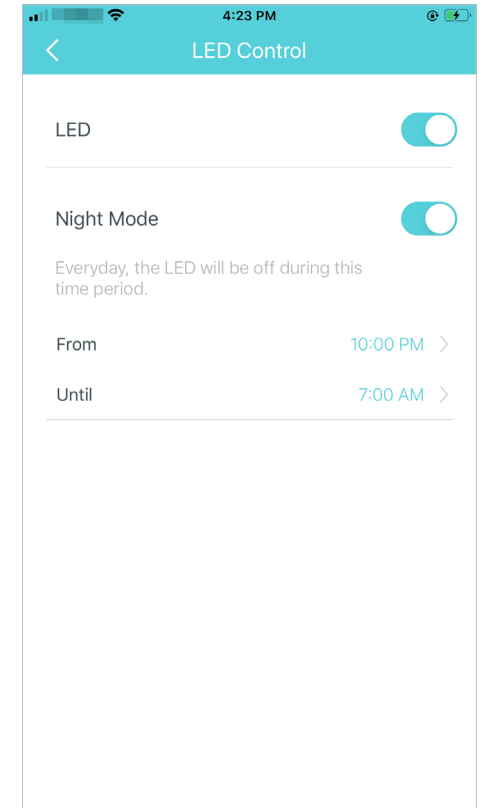 4:23 PM
LED Control
LED
Night Mode
Everyday, the LED will be off during this
time period.
From 10:00 PM
Until 7:00 AM